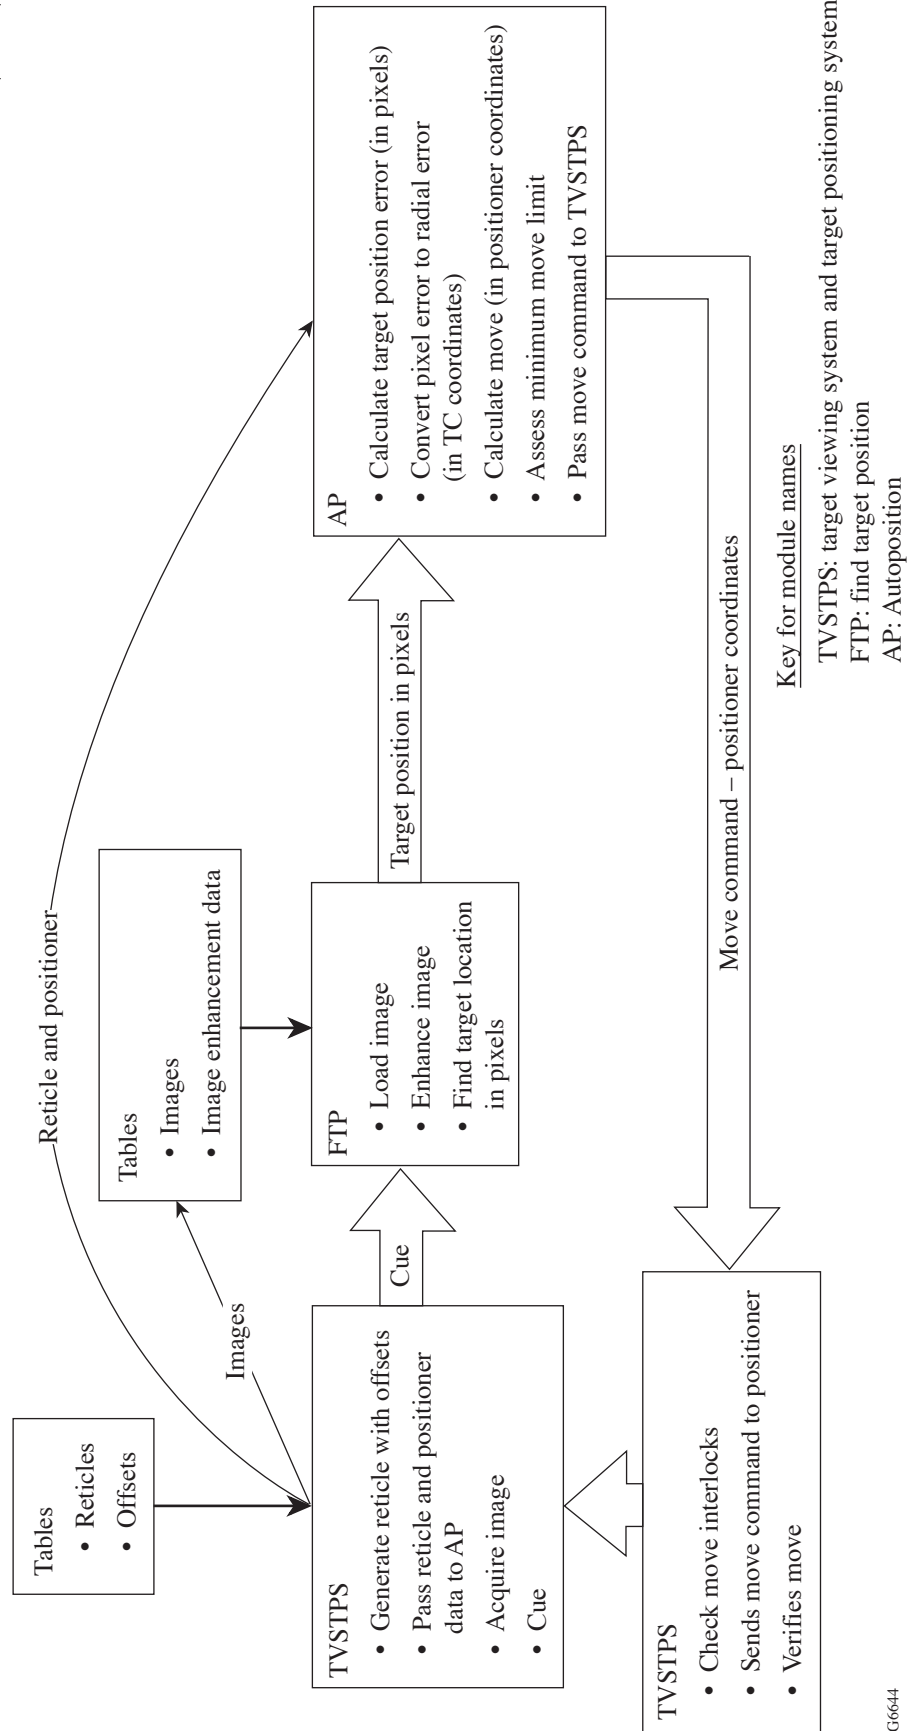 Reticle and positioner
Tables
• Reticles
• Offsets
Images
Tables
• Images
• Image enhancement data
TVSTPS
• Generate reticle with offsets
• Pass reticle and positioner
data to AP
• Acquire image
• Cue
Cue
FTP
• Load image
• Enhance image
• Find target location
in pixels
Target position in pixels
AP
• Calculate target position error (in pixels)
• Convert pixel error to radial error
(in TC coordinates)
• Calculate move (in positioner coordinates)
• Assess minimum move limit
• Pass move command to TVSTPS
TVSTPS
• Check move interlocks
• Sends move command to positioner
• Verifies move
Move command – positioner coordinates
Key for module names
TVSTPS: target viewing system and target positioning system
FTP: find target position
AP: Autoposition
G6644